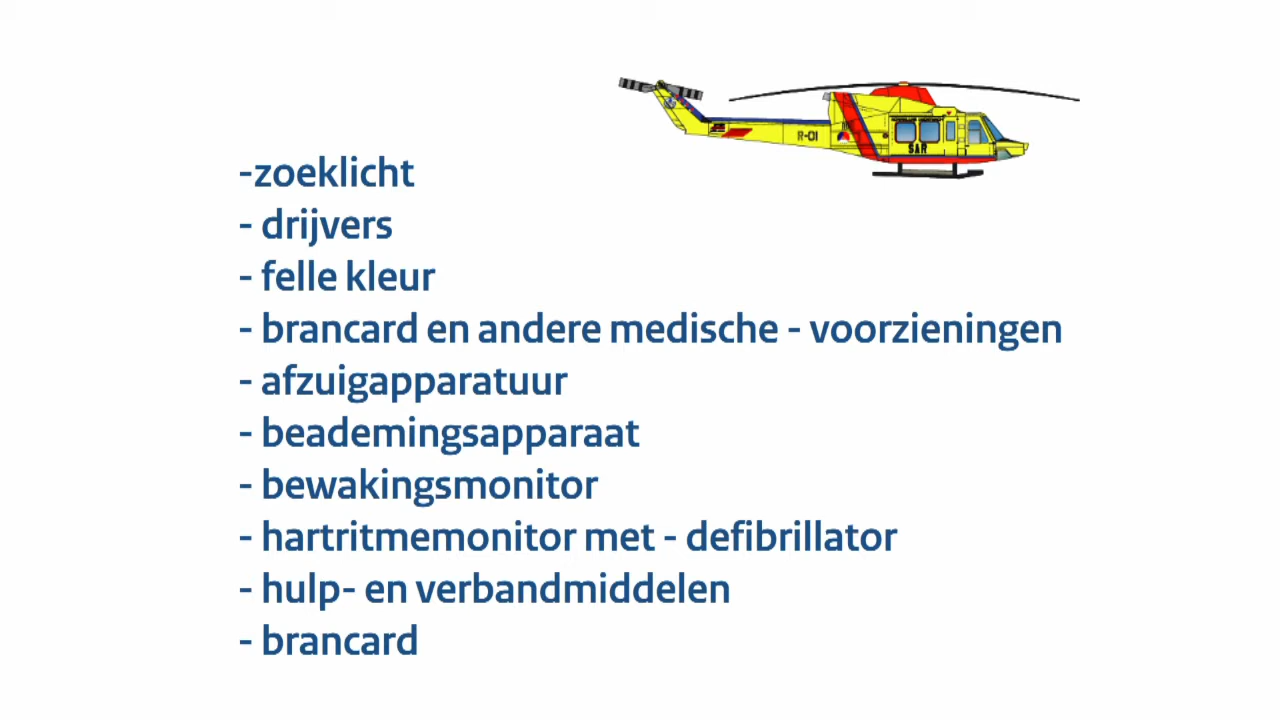 R-01
SAR
-zoeklicht
- drijvers
- felle kleur
- brancard en andere medische - voorzieningen
- afzuigapparatuur
- beademingsapparaat
- bewakingsmonitor
- hartritmemonitor met - defibrillator
- hulp- en verbandmiddelen
- brancard